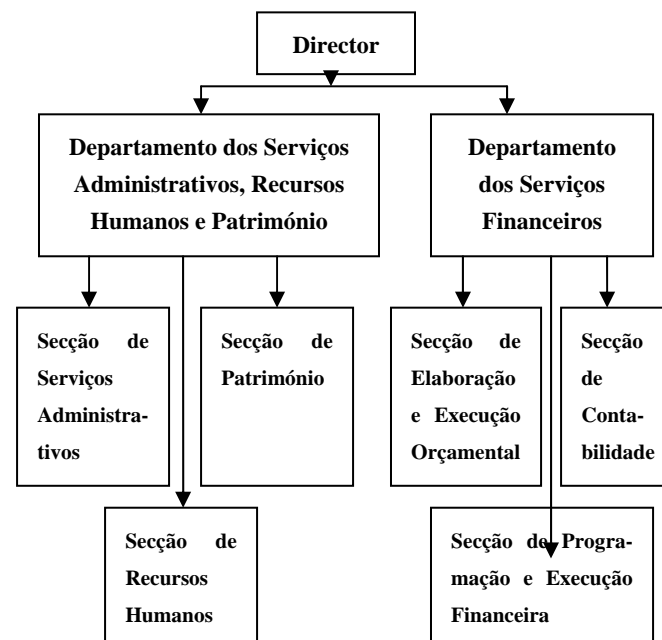 Director
Departamento dos Serviços
Administrativos, Recursos
Humanos e Património
Departamento
dos Serviços
Financeiros
Secção de
Serviços
Administra-
tivos
Secção de
Património
Secção de
Elaboração
e Execução
Orçamental
Secção
de
Conta-
bilidade
Secção de
Recursos
Humanos
Secção de Progra-
mação e Execução
Financeira